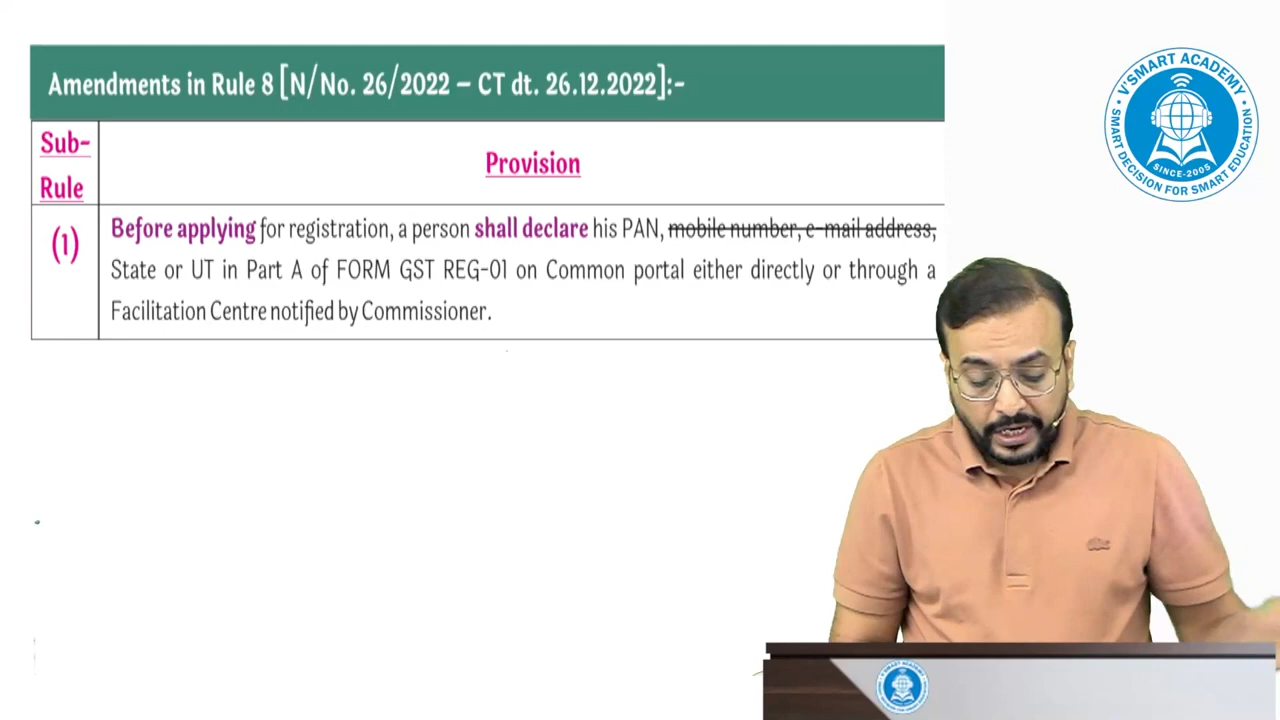 Amendments in Rule 8 [N/No. 26/2022 – CT dt. 26.12.2022]:-
Sub-
Rule
Provision
(1)
Before applying for registration, a person shall declare his PAN, mobile number, e-mail address,
State or UT in Part A of FORM GST REG-01 on Common portal either directly or through a
Facilitation Centre notified by Commissioner.
V'SMART ACADEMY
SINCE-2005
SMART DECISION FOR SMART EDUCATION
V'SMART ACADEMY